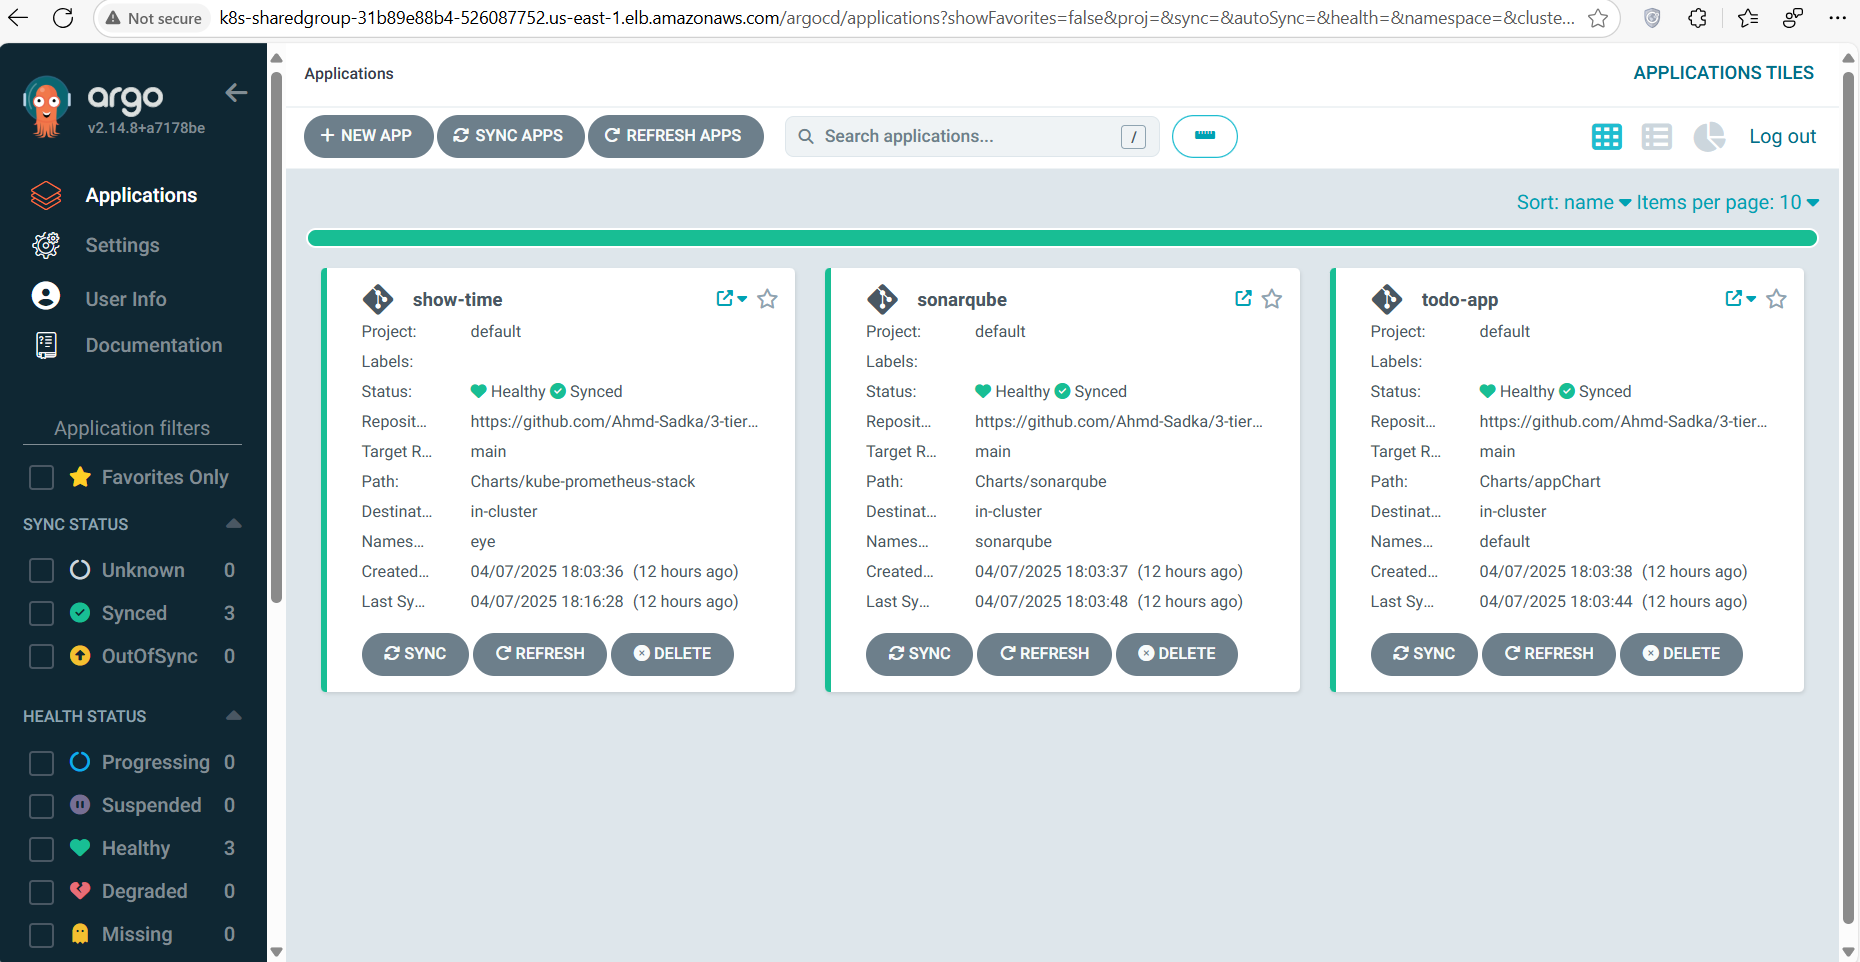 Not secure
k8s-sharedgroup-31b89e88b4-526087752.us-east-1.elb.amazonaws.com/argocd/applications?showFavorites=false&proj=&sync=&autoSync=&health=&namespace=&cluste...
argo
v2.14.8+a7178be
Applications
Settings
User Info
Documentation
Application filters
Favorites Only
SYNC STATUS
Unknown 0
Synced 3
OutOfSync 0
HEALTH STATUS
Progressing 0
Suspended 0
Healthy 3
Degraded 0
Missing 0
Applications
APPLICATIONS TILES
+ NEW APP
SYNC APPS
REFRESH APPS
Search applications...
/
Log out
Sort: name
Items per page: 10
show-time
Project: default
Labels:
Status: Healthy Synced
Reposit... https://github.com/Ahmd-Sadka/3-tier...
Target R... main
Path: Charts/kube-prometheus-stack
Destinat... in-cluster
Names... eye
Created... 04/07/2025 18:03:36 (12 hours ago)
Last Sy... 04/07/2025 18:16:28 (12 hours ago)
SYNC
REFRESH
DELETE
sonarqube
Project: default
Labels:
Status: Healthy Synced
Reposit... https://github.com/Ahmd-Sadka/3-tier...
Target R... main
Path: Charts/sonarqube
Destinat... in-cluster
Names... sonarqube
Created... 04/07/2025 18:03:37 (12 hours ago)
Last Sy... 04/07/2025 18:03:48 (12 hours ago)
SYNC
REFRESH
DELETE
todo-app
Project: default
Labels:
Status: Healthy Synced
Reposit... https://github.com/Ahmd-Sadka/3-tier...
Target R... main
Path: Charts/appChart
Destinat... in-cluster
Names... default
Created... 04/07/2025 18:03:38 (12 hours ago)
Last Sy... 04/07/2025 18:03:44 (12 hours ago)
SYNC
REFRESH
DELETE